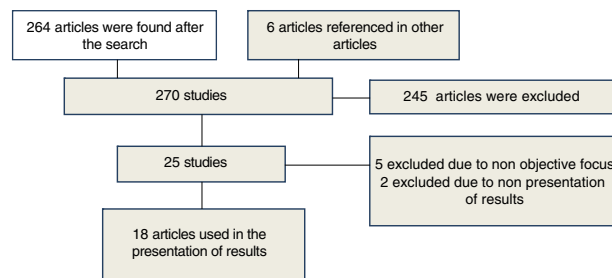 264 articles were found after
the search
6 articles referenced in other
articles
270 studies
245 articles were excluded
25 studies
5 excluded due to non objective focus
2 excluded due to non presentation
of results
18 articles used in the
presentation of results